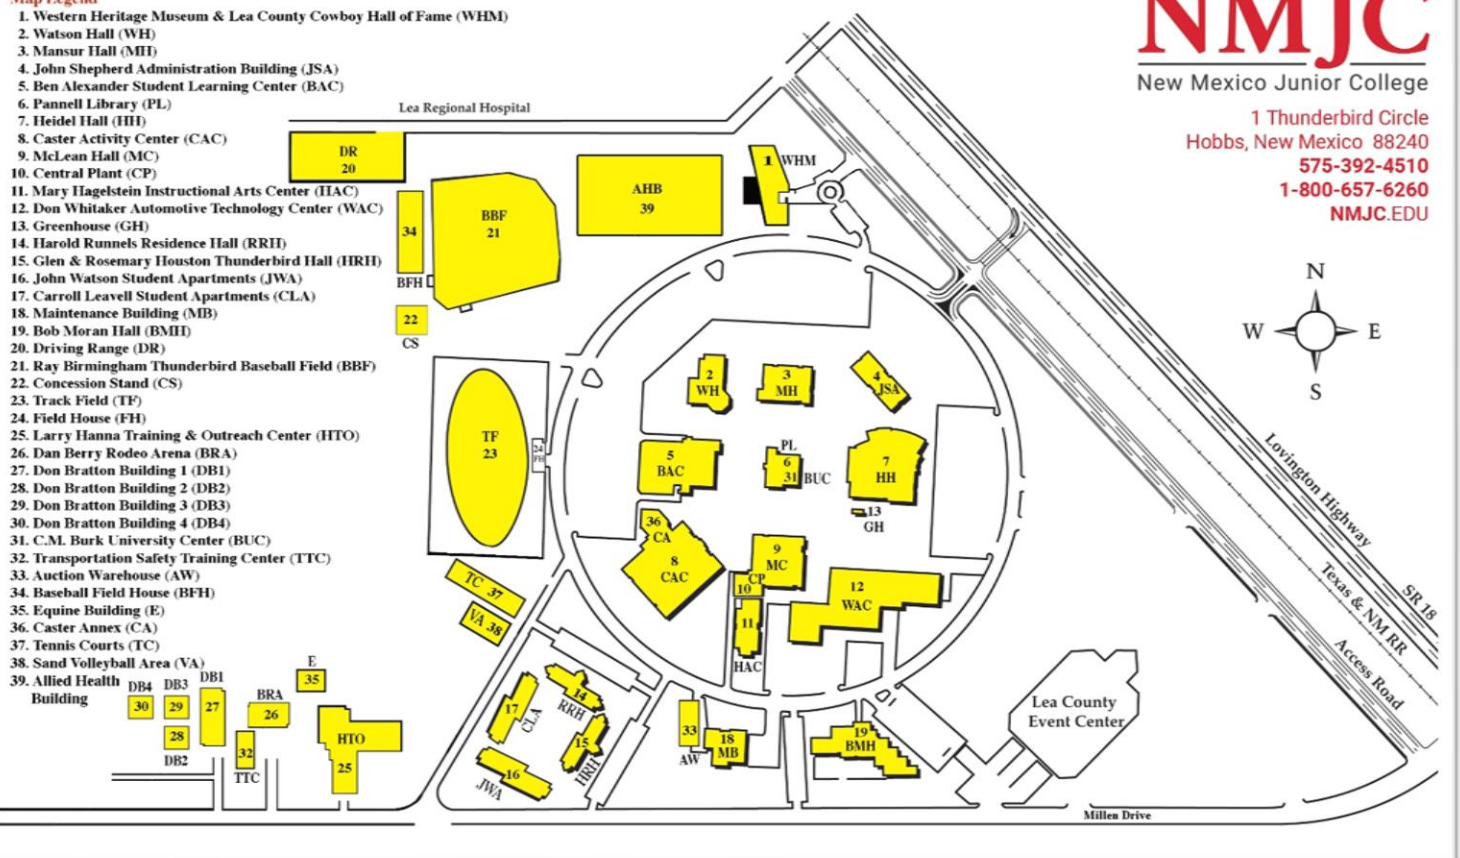 Map Legend
1. Western Heritage Museum & Lea County Cowboy Hall of Fame (WHM)
2. Watson Hall (WH)
3. Mansur Hall (MH)
4. John Shepherd Administration Building (JSA)
5. Ben Alexander Student Learning Center (BAC)
6. Pannell Library (PL)
7. Heidel Hall (HH)
8. Caster Activity Center (CAC)
9. McLean Hall (MC)
10. Central Plant (CP)
11. Mary Hagelstein Instructional Arts Center (HAC)
12. Don Whitaker Automotive Technology Center (WAC)
13. Greenhouse (GH)
14. Harold Runnels Residence Hall (RRH)
15. Glen & Rosemary Houston Thunderbird Hall (HRH)
16. John Watson Student Apartments (JWA)
17. Carroll Leavell Student Apartments (CLA)
18. Maintenance Building (MB)
19. Bob Moran Hall (BMH)
20. Driving Range (DR)
21. Ray Birmingham Thunderbird Baseball Field (BBF)
22. Concession Stand (CS)
23. Track Field (TF)
24. Field House (FH)
25. Larry Hanna Training & Outreach Center (HTO)
26. Dan Berry Rodeo Arena (BRA)
27. Don Bratton Building 1 (DB1)
28. Don Bratton Building 2 (DB2)
29. Don Bratton Building 3 (DB3)
30. Don Bratton Building 4 (DB4)
31. C.M. Burk University Center (BUC)
32. Transportation Safety Training Center (TTC)
33. Auction Warehouse (AW)
34. Baseball Field House (BFH)
35. Equine Building (E)
36. Caster Annex (CA)
37. Tennis Courts (TC)
38. Sand Volleyball Area (VA)
39. Allied Health
Building
NMJC
New Mexico Junior College
1 Thunderbird Circle
Hobbs, New Mexico 88240
575-392-4510
1-800-657-6260
NMJC.EDU
N
W E
S
Lea Regional Hospital
DR
20
34
BFH
BBF
21
AHB
39
1 WHM
22
CS
TF
23
24
FH
2
WH
3
MH
4
JSA
5
BAC
PL
6
31 BUC
7
HH
13
GH
36
CA
8
CAC
9
MC
CP
10
11
HAC
12
WAC
TC 37
VA 38
17
CLA
14
RRH
15
HRH
16
JWA
33
AW
18
MB
19
BMH
Lea County
Event Center
Lovington Highway
SR 18
Texas & NM RR
Access Road
Millen Drive
E
35
DB4
30
DB3
29
28
DB2
DB1
27
BRA
26
32
TTC
HTO
25